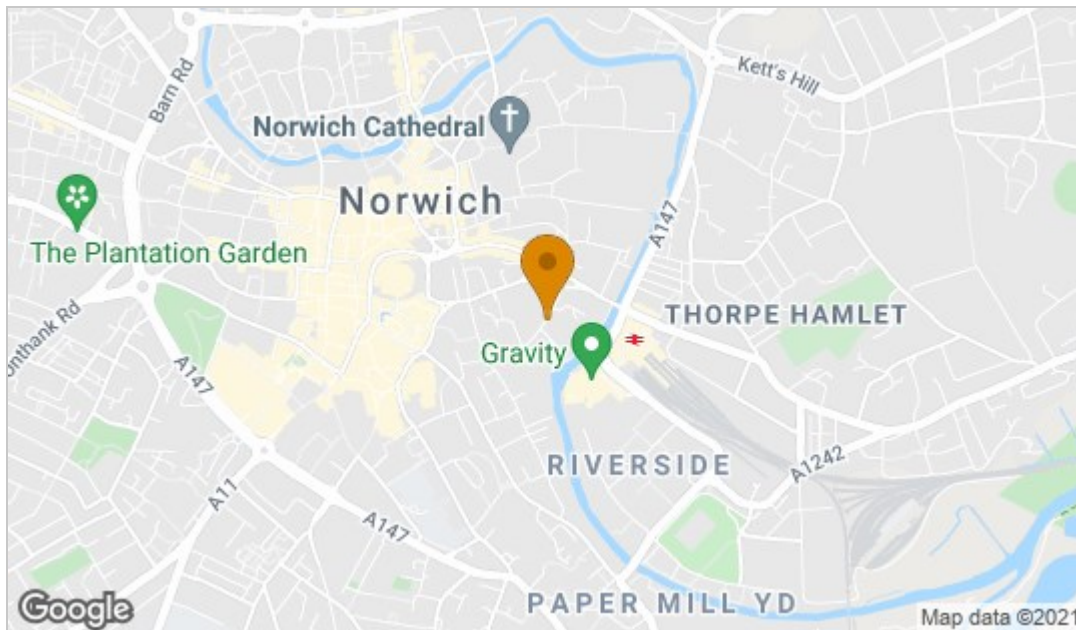 Barn Rd
Kett's Hill
Norwich Cathedral
Norwich
A147
The Plantation Garden
THORPE HAMLET
Gravity
A147
RIVERSIDE
A1242
A11
A147
PAPER MILL YD
Google
Map data ©2021